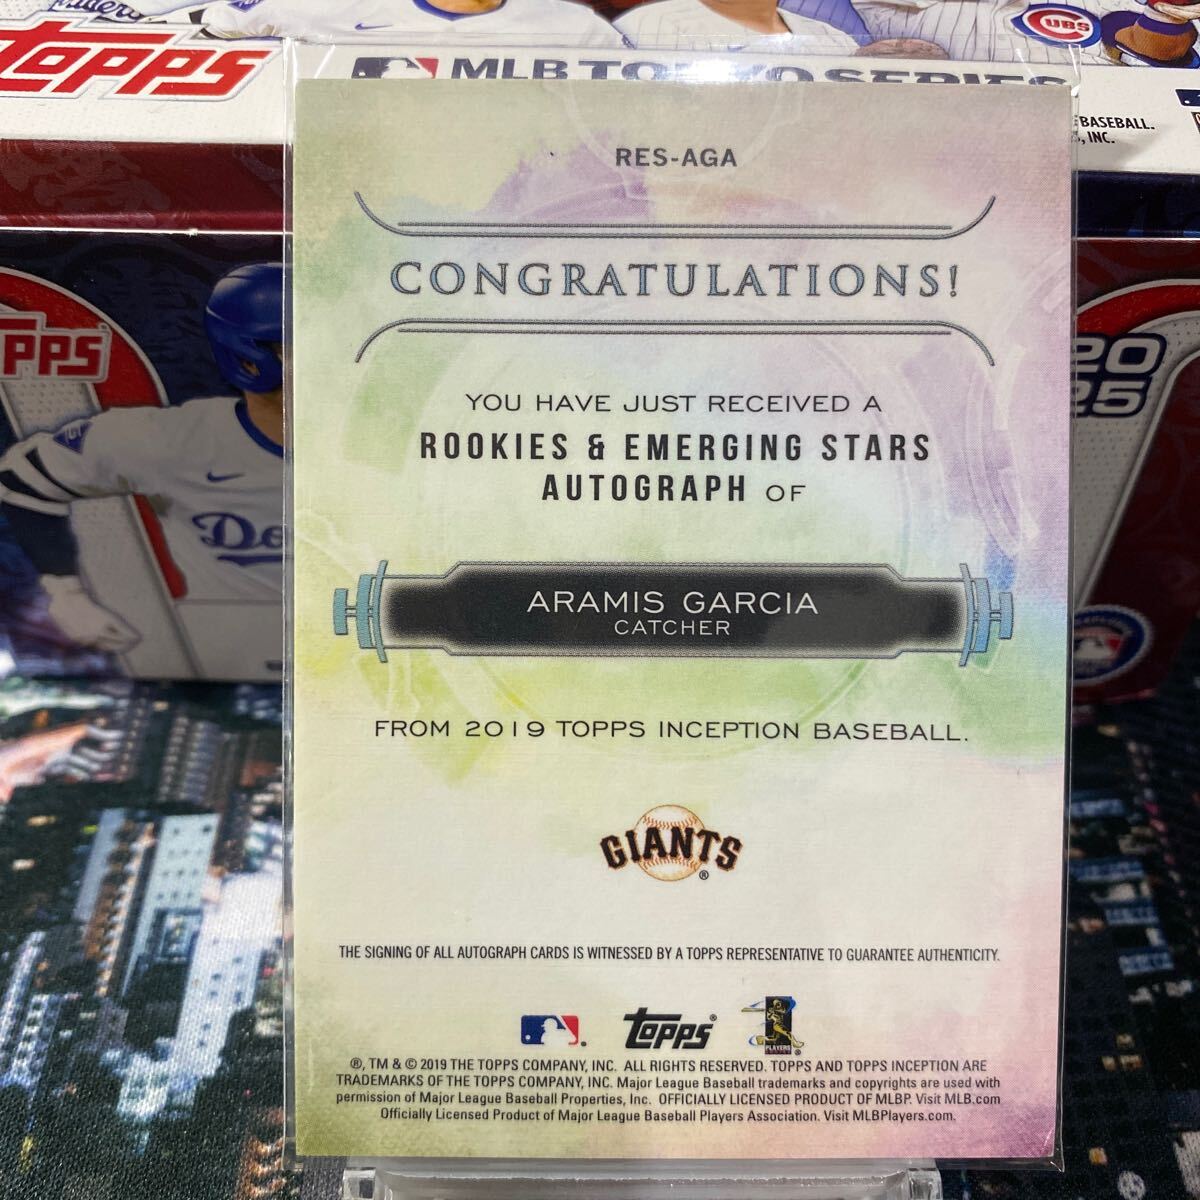 TOPPS
CUBS
MLB TOKYO SERIES
BASEBALL.
, INC.
PPS
Do
20
25
RES-AGA
CONGRATULATIONS!
YOU HAVE JUST RECEIVED A
ROOKIES & EMERGING STARS
AUTOGRAPH OF
ARAMIS GARCIA
CATCHER
FROM 2019 TOPPS INCEPTION BASEBALL.
GIANTS®
THE SIGNING OF ALL AUTOGRAPH CARDS IS WITNESSED BY A TOPPS REPRESENTATIVE TO GUARANTEE AUTHENTICITY.
Topps® PLAYERS
®, TM & © 2019 THE TOPPS COMPANY, INC. ALL RIGHTS RESERVED. TOPPS AND TOPPS INCEPTION ARE
TRADEMARKS OF THE TOPPS COMPANY, INC. Major League Baseball trademarks and copyrights are used with
permission of Major League Baseball Properties, Inc. OFFICIALLY LICENSED PRODUCT OF MLBP. Visit MLB.com
Officially Licensed Product of Major League Baseball Players Association. Visit MLBPlayers.com.